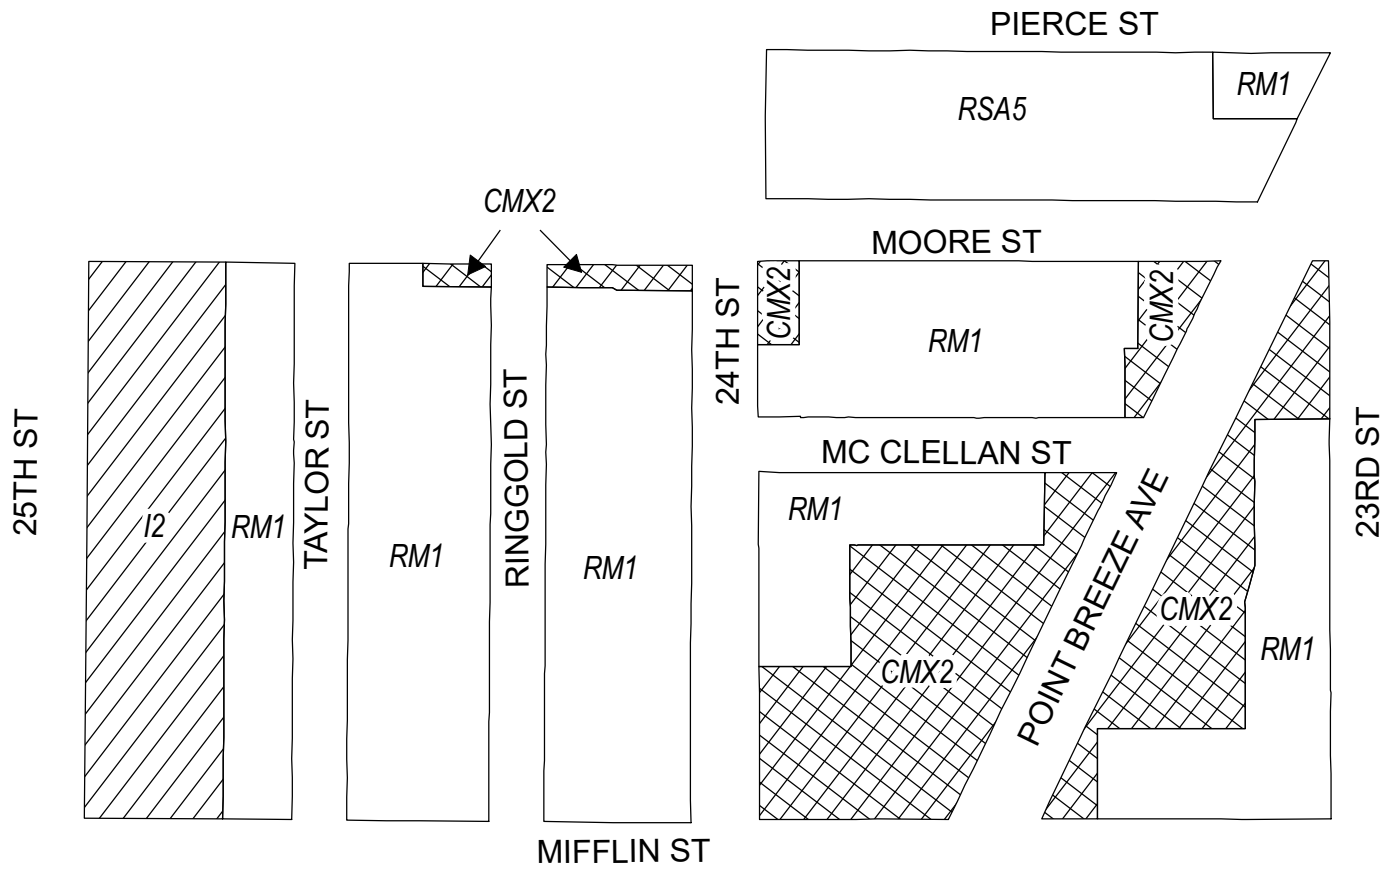 PIERCE ST
RSA5
RM1
CMX2
MOORE ST
CMX2
RM1
CMX2
24TH ST
MC CLELLAN ST
25TH ST
I2
RM1
TAYLOR ST
RM1
RINGGOLD ST
RM1
RM1
CMX2
POINT BREEZE AVE
CMX2
RM1
23RD ST
MIFFLIN ST